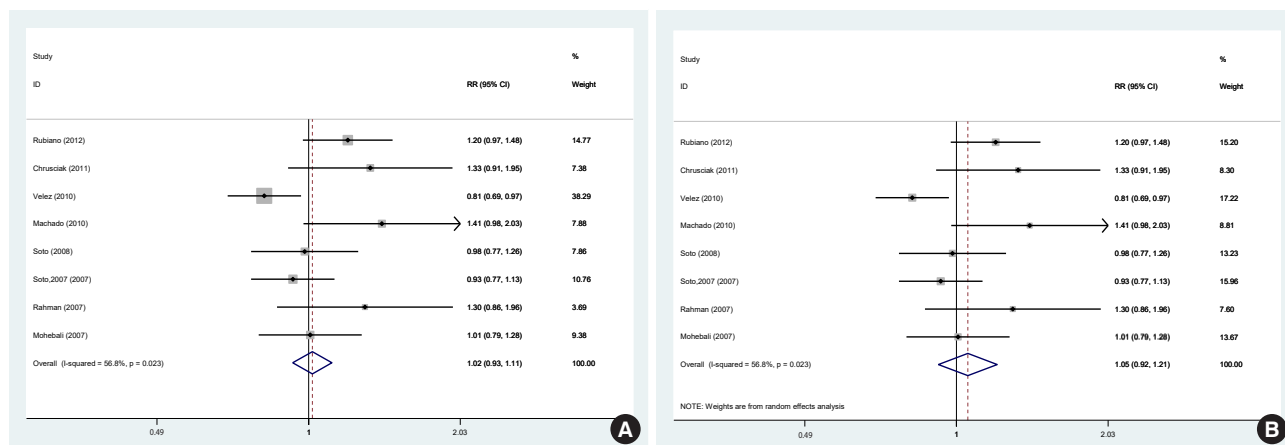 Study %
ID RR (95% CI) Weight
Rubiano (2012) 1.20 (0.97, 1.48) 14.77
Chrusciak (2011) 1.33 (0.91, 1.95) 7.38
Velez (2010) 0.81 (0.69, 0.97) 38.29
Machado (2010) 1.41 (0.98, 2.03) 7.88
Soto (2008) 0.98 (0.77, 1.26) 7.86
Soto,2007 (2007) 0.93 (0.77, 1.13) 10.76
Rahman (2007) 1.30 (0.86, 1.96) 3.69
Mohebali (2007) 1.01 (0.79, 1.28) 9.38
Overall (I-squared = 56.8%, p = 0.023) 1.02 (0.93, 1.11) 100.00
0.49 1 2.03
A
Study %
ID RR (95% CI) Weight
Rubiano (2012) 1.20 (0.97, 1.48) 15.20
Chrusciak (2011) 1.33 (0.91, 1.95) 8.30
Velez (2010) 0.81 (0.69, 0.97) 17.22
Machado (2010) 1.41 (0.98, 2.03) 8.81
Soto (2008) 0.98 (0.77, 1.26) 13.23
Soto,2007 (2007) 0.93 (0.77, 1.13) 15.96
Rahman (2007) 1.30 (0.86, 1.96) 7.60
Mohebali (2007) 1.01 (0.79, 1.28) 13.67
Overall (I-squared = 56.8%, p = 0.023) 1.05 (0.92, 1.21) 100.00
NOTE: Weights are from random effects analysis
0.49 1 2.03
B